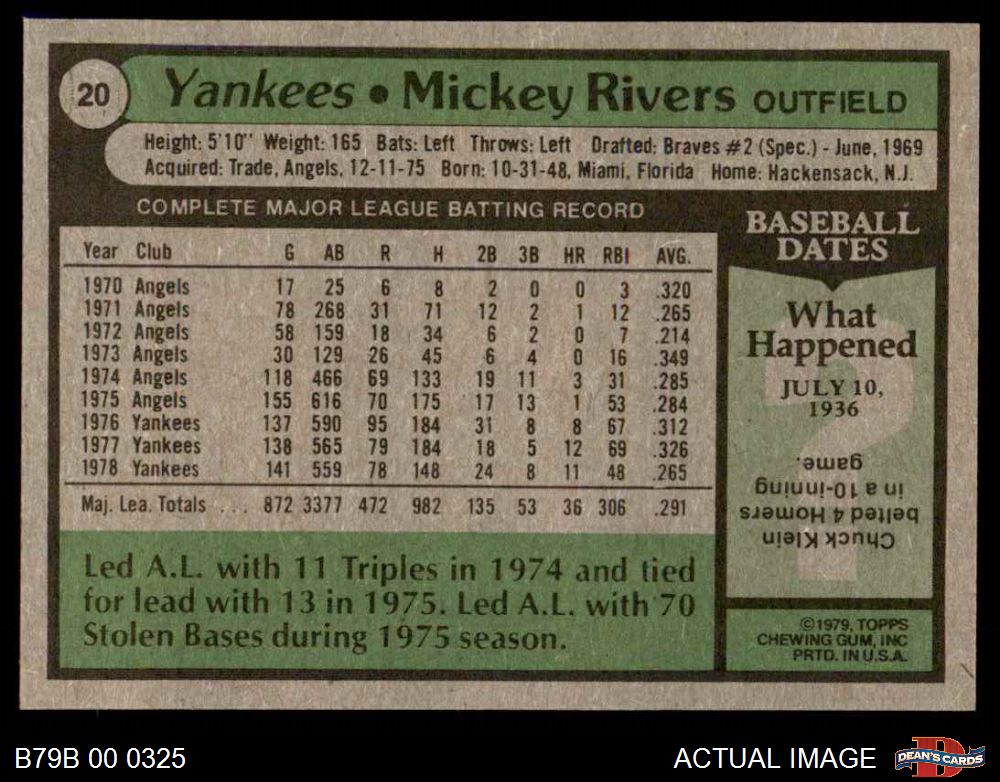 20
Yankees • Mickey Rivers OUTFIELD
Height: 5'10" Weight: 165 Bats: Left Throws: Left Drafted: Braves #2 (Spec.) - June, 1969
Acquired: Trade, Angels, 12-11-75 Born: 10-31-48, Miami, Florida Home: Hackensack, N.J.
COMPLETE MAJOR LEAGUE BATTING RECORD
Year Club G AB R H 2B 3B HR RBI AVG.
1970 Angels 17 25 6 8 2 0 0 3 .320
1971 Angels 78 268 31 71 12 2 1 12 .265
1972 Angels 58 159 18 34 6 2 0 7 .214
1973 Angels 30 129 26 45 6 4 0 16 .349
1974 Angels 118 466 69 133 19 11 3 31 .285
1975 Angels 155 616 70 175 17 13 1 53 .284
1976 Yankees 137 590 95 184 31 8 8 67 .312
1977 Yankees 138 565 79 184 18 5 12 69 .326
1978 Yankees 141 559 78 148 24 8 11 48 .265
Maj. Lea. Totals . . . 872 3377 472 982 135 53 36 306 .291
Led A.L. with 11 Triples in 1974 and tied
for lead with 13 in 1975. Led A.L. with 70
Stolen Bases during 1975 season.
BASEBALL
DATES
What
Happened
JULY 10,
1936
Chuck Klein
belted 4 Homers
in a 10-inning
game.
©1979, TOPPS
CHEWING GUM, INC
PRTD. IN U.S.A.
B79B 00 0325
ACTUAL IMAGE
D
DEAN'S CARDS